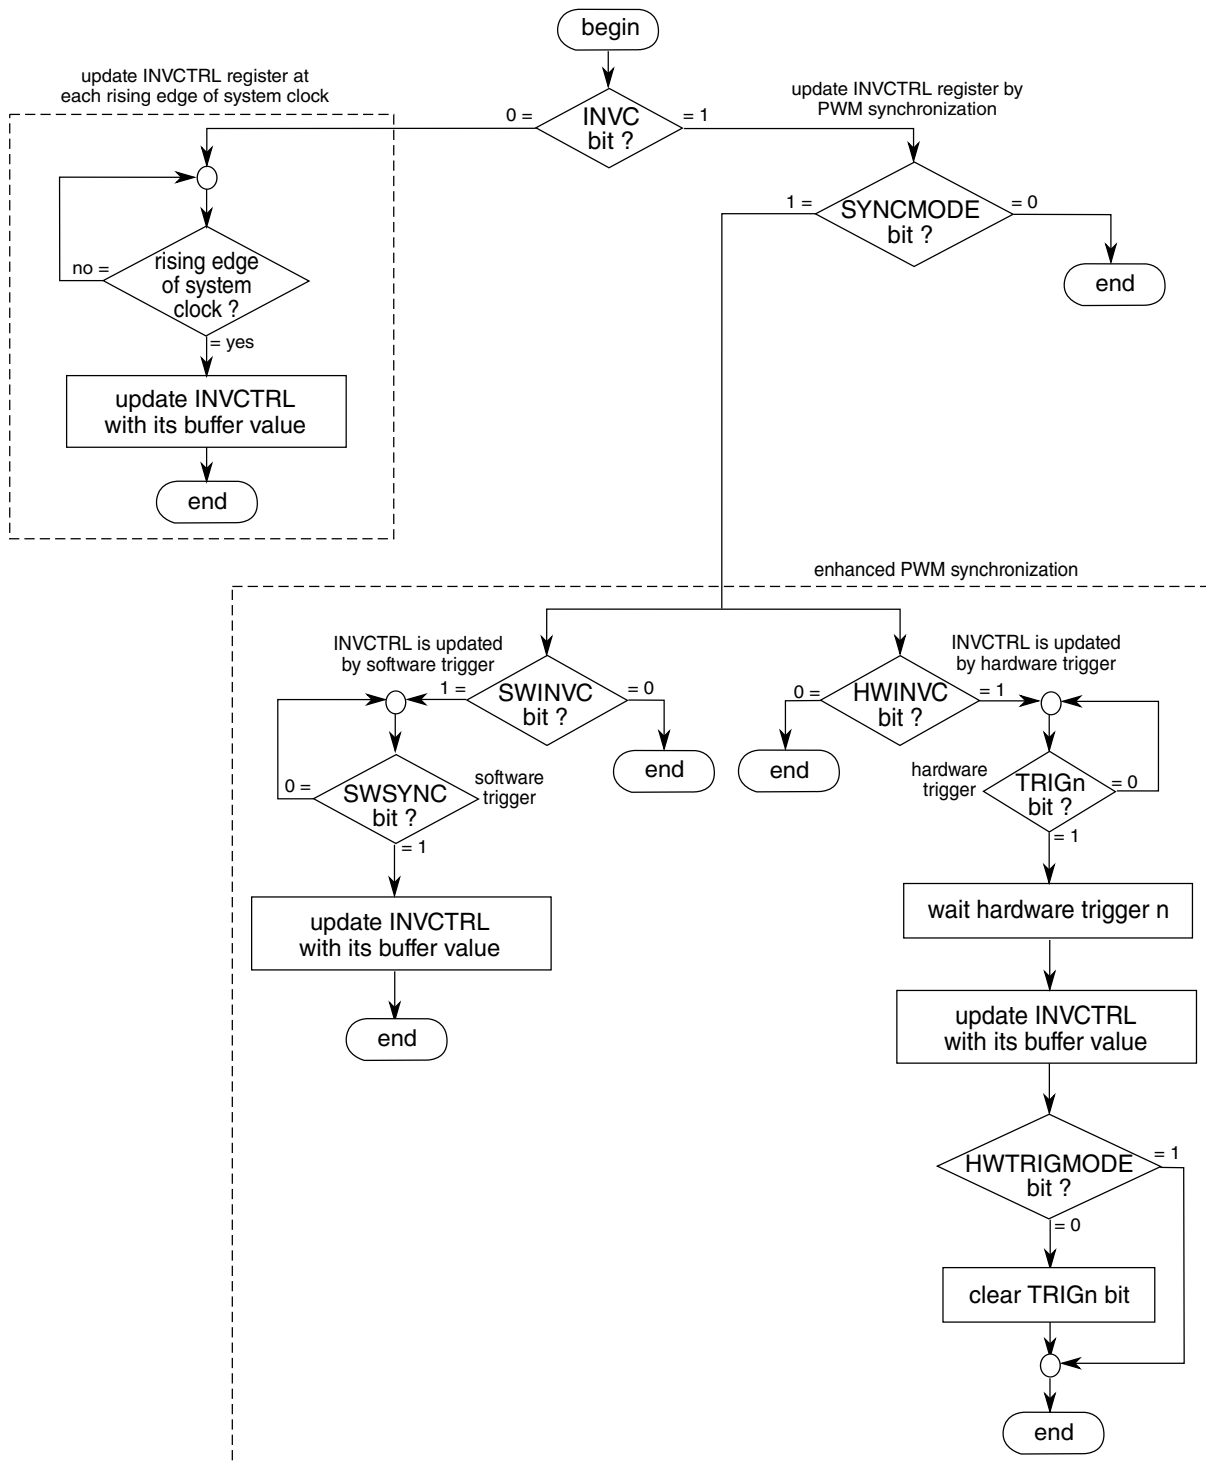 begin
update INVCTRL register at
each rising edge of system clock
update INVCTRL register by
PWM synchronization
0 =
INVC
bit ?
= 1
1 =
SYNCMODE
bit ?
= 0
end
no =
rising edge
of system
clock ?
= yes
update INVCTRL
with its buffer value
end
enhanced PWM synchronization
INVCTRL is updated
by software trigger
INVCTRL is updated
by hardware trigger
1 =
SWINVC
bit ?
= 0
0 =
HWINVC
bit ?
= 1
end
end
0 =
SWSYNC
bit ?
software
trigger
= 1
hardware
trigger
TRIGn
bit ?
= 0
= 1
update INVCTRL
with its buffer value
end
wait hardware trigger n
update INVCTRL
with its buffer value
HWTRIGMODE
bit ?
= 1
= 0
clear TRIGn bit
end